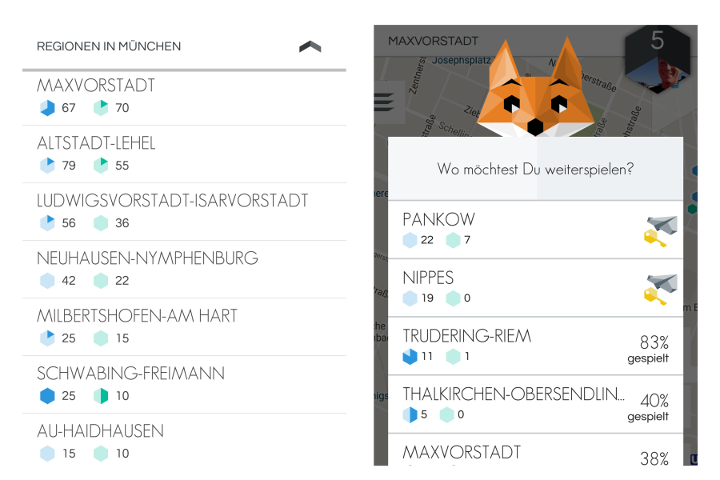 REGIONEN IN MÜNCHEN
MAXVORSTADT
67 70
ALTSTADT-LEHEL
79 55
LUDWIGSVORSTADT-ISARVORSTADT
56 36
NEUHAUSEN-NYMPHENBURG
42 22
MILBERTSHOFEN-AM HART
25 15
SCHWABING-FREIMANN
25 10
AU-HAIDHAUSEN
15 10
MAXVORSTADT
5
Josephsplatz
Wo möchtest Du weiterspielen?
PANKOW
22 7
NIPPES
19 0
TRUDERING-RIEM
83%
11 1
gespielt
THALKIRCHEN-OBERSENDLIN...
40%
5 0
gespielt
MAXVORSTADT
38%